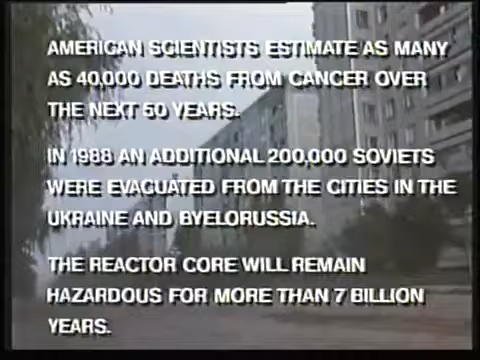 AMERICAN SCIENTISTS ESTIMATE AS MANY
AS 40,000 DEATHS FROM CANCER OVER
THE NEXT 50 YEARS.
IN 1988 AN ADDITIONAL 200,000 SOVIETS
WERE EVACUATED FROM THE CITIES IN THE
UKRAINE AND BYELORUSSIA.
THE REACTOR CORE WILL REMAIN
HAZARDOUS FOR MORE THAN 7 BILLION
YEARS.